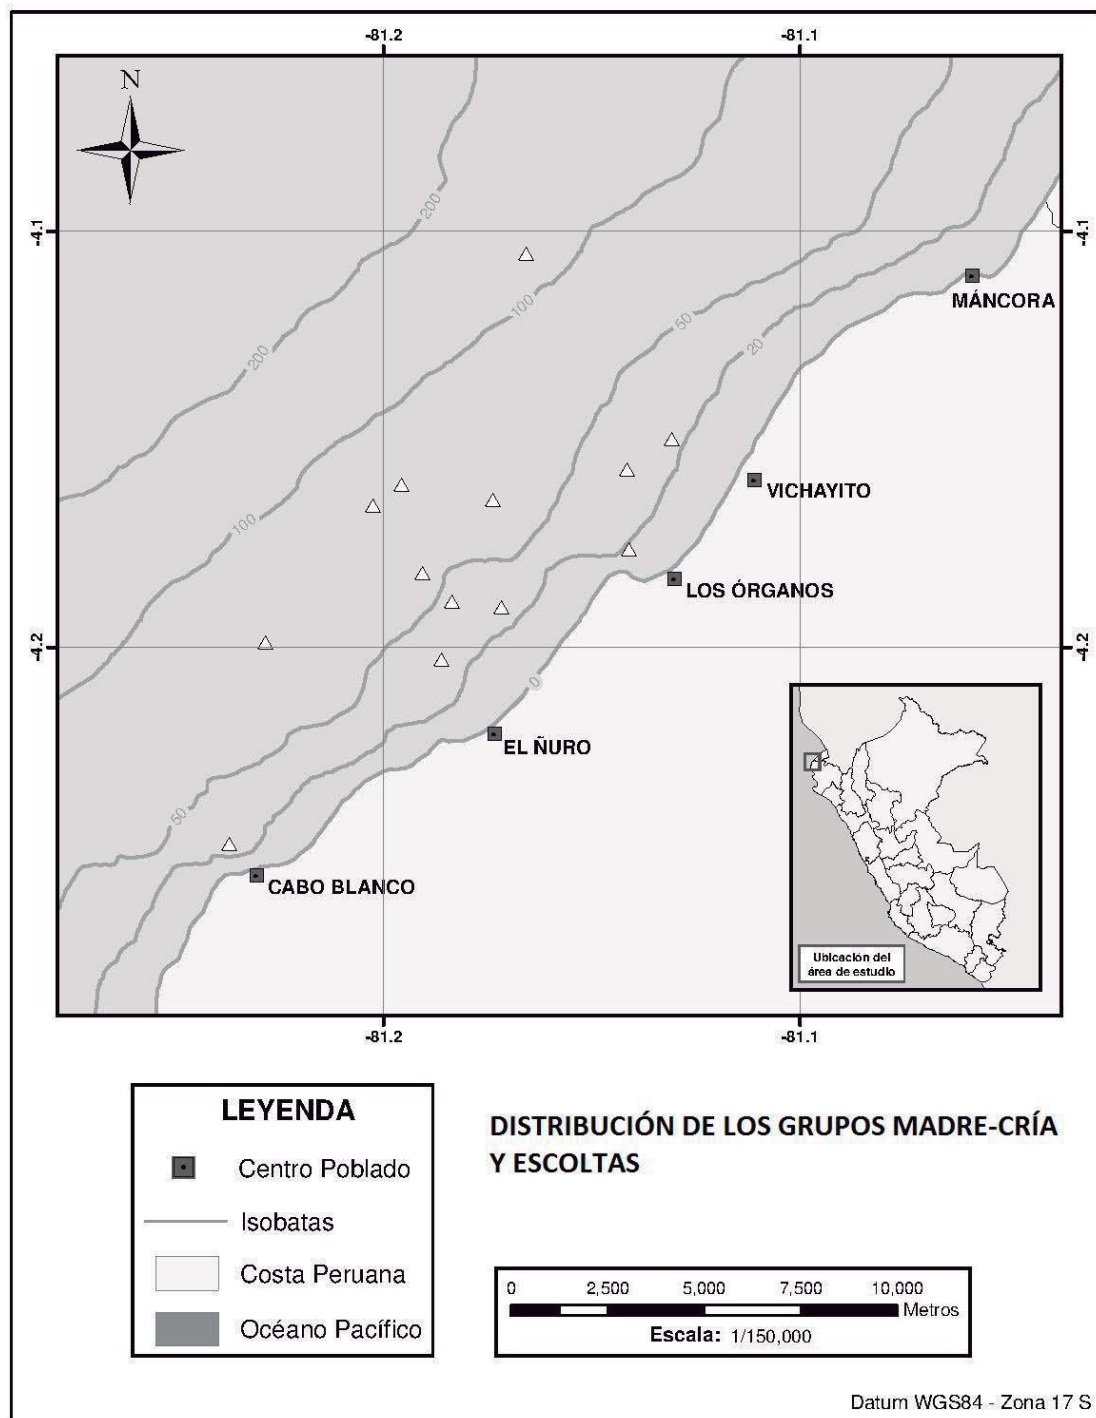 -81.2
-81.1
N
200
-4.1
-4.1
200
100
50
20
MÁNCORA
100
VICHAYITO
LOS ÓRGANOS
-4.2
-4.2
0
EL ÑURO
50
CABO BLANCO
Ubicación del
área de estudio
-81.2
-81.1
LEYENDA
Centro Poblado
Isobatas
Costa Peruana
Océano Pacífico
DISTRIBUCIÓN DE LOS GRUPOS MADRE-CRÍA
Y ESCOLTAS
0 2,500 5,000 7,500 10,000
Metros
Escala: 1/150,000
Datum WGS84 - Zona 17 S